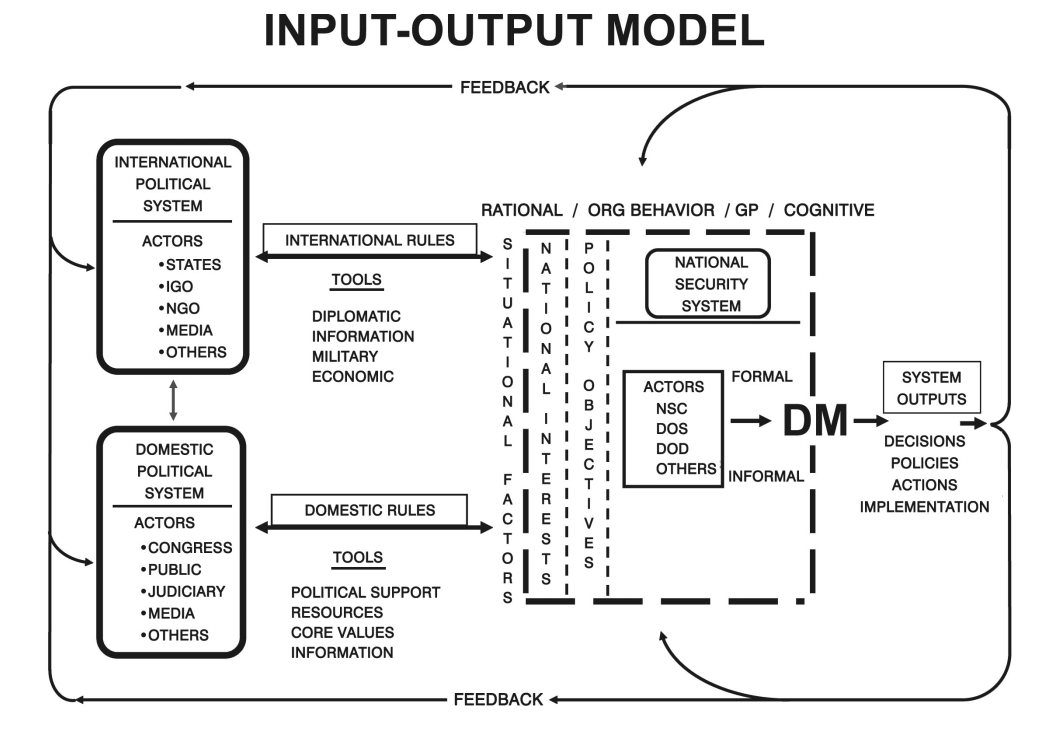 INPUT-OUTPUT MODEL
FEEDBACK
INTERNATIONAL
POLITICAL
SYSTEM
ACTORS
•STATES
•IGO
•NGO
•MEDIA
•OTHERS
DOMESTIC
POLITICAL
SYSTEM
ACTORS
•CONGRESS
•PUBLIC
•JUDICIARY
•MEDIA
•OTHERS
INTERNATIONAL RULES
TOOLS
DIPLOMATIC
INFORMATION
MILITARY
ECONOMIC
DOMESTIC RULES
TOOLS
POLITICAL SUPPORT
RESOURCES
CORE VALUES
INFORMATION
RATIONAL / ORG BEHAVIOR / GP / COGNITIVE
SITUATIONAL FACTORS
NATIONAL INTERESTS
POLICY OBJECTIVES
NATIONAL
SECURITY
SYSTEM
ACTORS
NSC
DOS
DOD
OTHERS
FORMAL
DM
INFORMAL
SYSTEM
OUTPUTS
DECISIONS
POLICIES
ACTIONS
IMPLEMENTATION
FEEDBACK